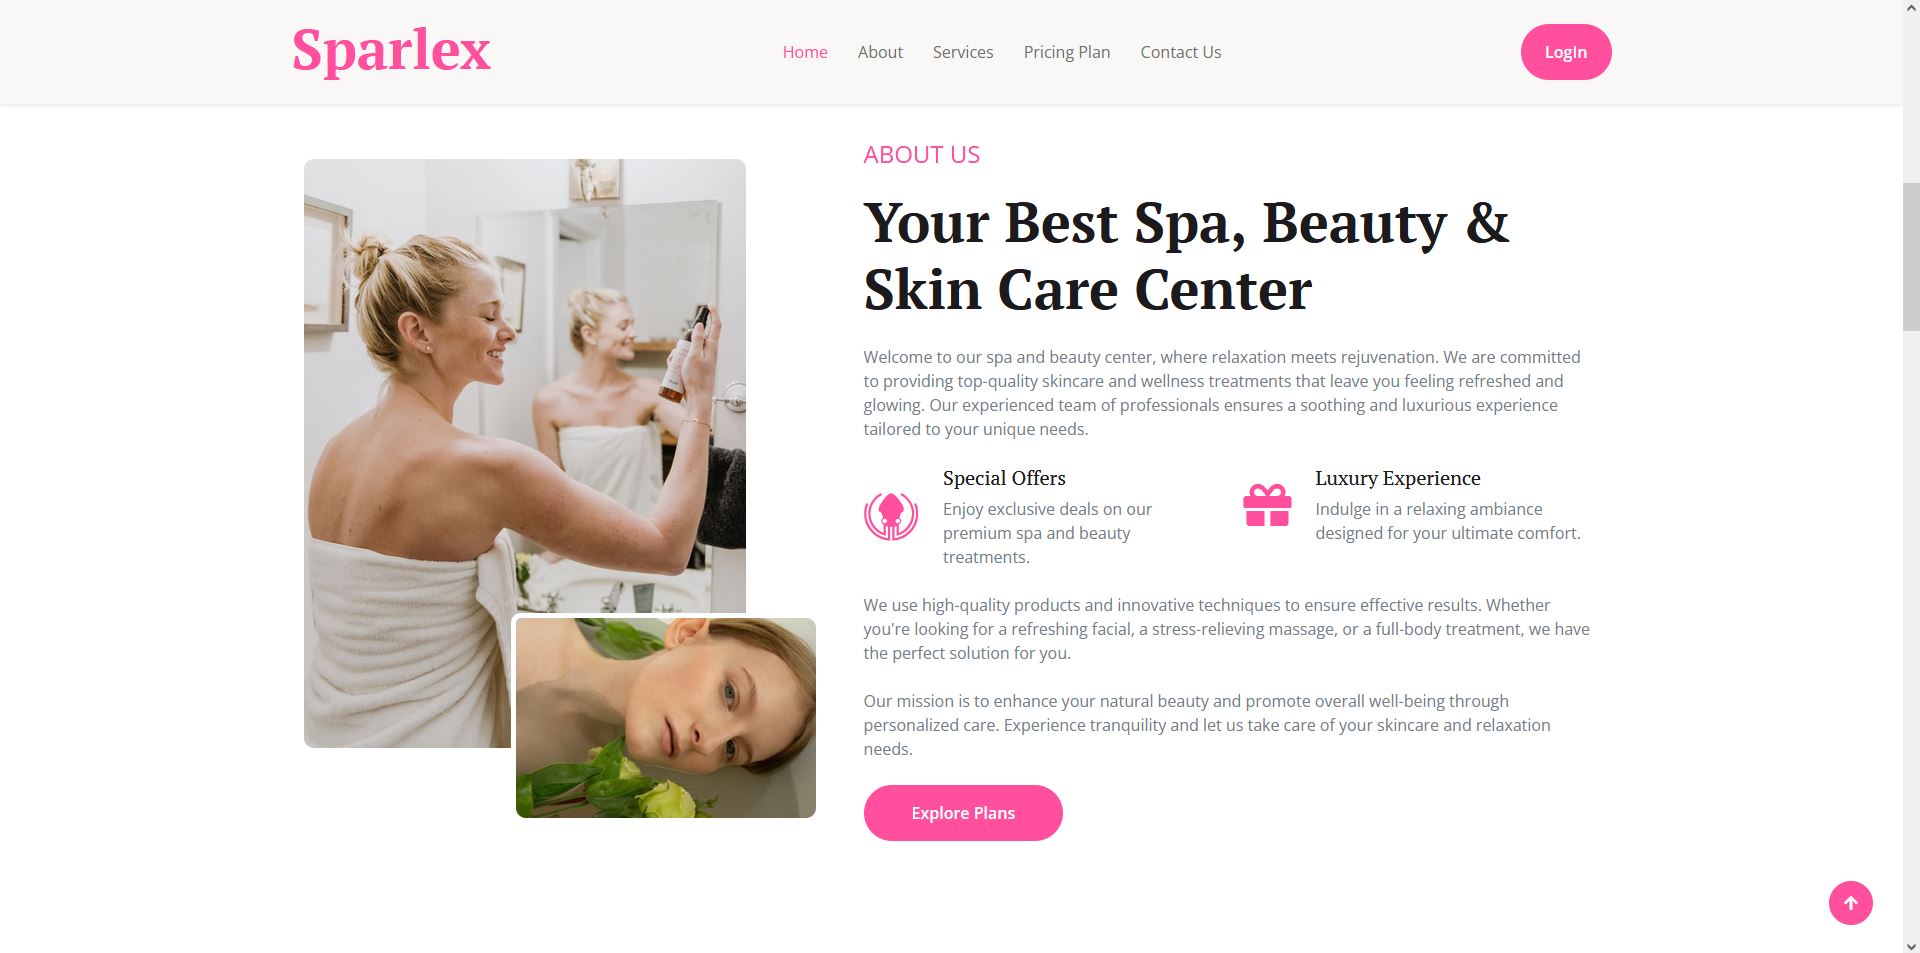 Sparlex
Home About Services Pricing Plan Contact Us
LogIn
ABOUT US
Your Best Spa, Beauty &
Skin Care Center
Welcome to our spa and beauty center, where relaxation meets rejuvenation. We are committed
to providing top-quality skincare and wellness treatments that leave you feeling refreshed and
glowing. Our experienced team of professionals ensures a soothing and luxurious experience
tailored to your unique needs.
Special Offers
Enjoy exclusive deals on our
premium spa and beauty
treatments.
Luxury Experience
Indulge in a relaxing ambiance
designed for your ultimate comfort.
We use high-quality products and innovative techniques to ensure effective results. Whether
you're looking for a refreshing facial, a stress-relieving massage, or a full-body treatment, we have
the perfect solution for you.
Our mission is to enhance your natural beauty and promote overall well-being through
personalized care. Experience tranquility and let us take care of your skincare and relaxation
needs.
Explore Plans